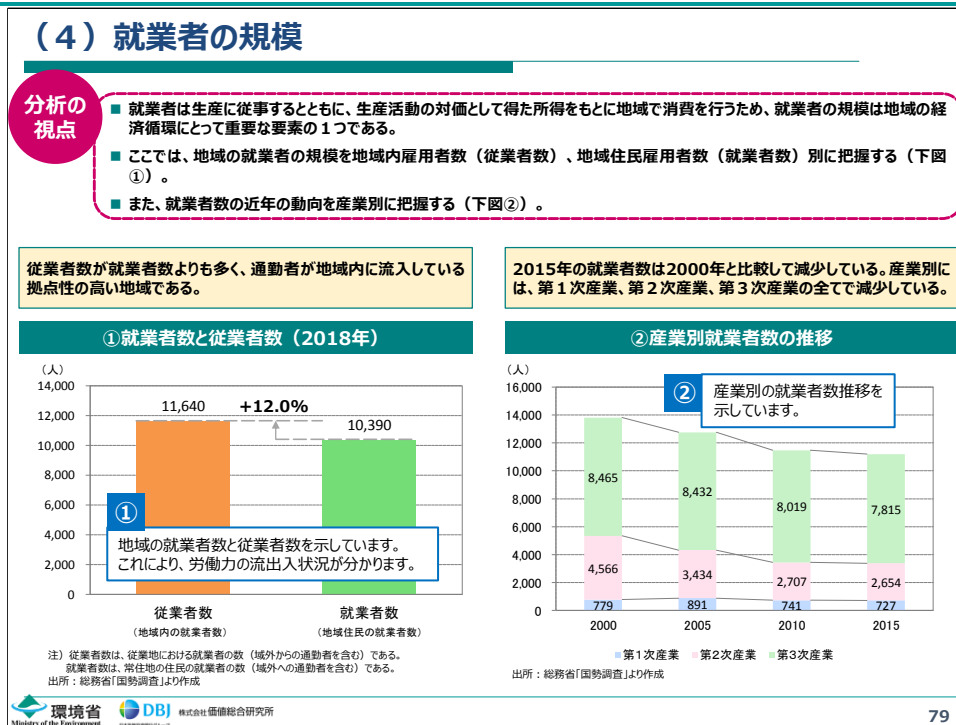 （4）就業者の規模
分析の
視点
■ 就業者は生産に従事するとともに、生産活動の対価として得た所得をもとに地域で消費を行うため、就業者の規模は地域の経
済循環にとって重要な要素の１つである。
■ ここでは、地域の就業者の規模を地域内雇用者数（従業者数）、地域住民雇用者数（就業者数）別に把握する（下図
①）。
■ また、就業者数の近年の動向を産業別に把握する（下図②）。
従業者数が就業者数よりも多く、通勤者が地域内に流入している
拠点性の高い地域である。
①就業者数と従業者数（2018年）
（人）
14,000
12,000
10,000
8,000
6,000
4,000
2,000
0
11,640
+12.0%
10,390
①
地域の就業者数と従業者数を示しています。
これにより、労働力の流出入状況が分かります。
従業者数
（地域内の就業者数）
就業者数
（地域住民の就業者数）
注）従業者数は、従業地における就業者の数（域外からの通勤者を含む）である。
就業者数は、常住地の住民の就業者の数（域外への通勤者を含む）である。
出所：総務省「国勢調査」より作成
2015年の就業者数は2000年と比較して減少している。産業別に
は、第１次産業、第２次産業、第３次産業の全てで減少している。
②産業別就業者数の推移
（人）
16,000
14,000
12,000
10,000
8,000
6,000
4,000
2,000
0
②
産業別の就業者数推移を
示しています。
8,465
8,432
8,019
7,815
4,566
3,434
2,707
2,654
779
891
741
727
2000
2005
2010
2015
第1次産業 第2次産業 第3次産業
出所：総務省「国勢調査」より作成
環境省
Ministry of the Environment
DBJ
株式会社価値総合研究所
79